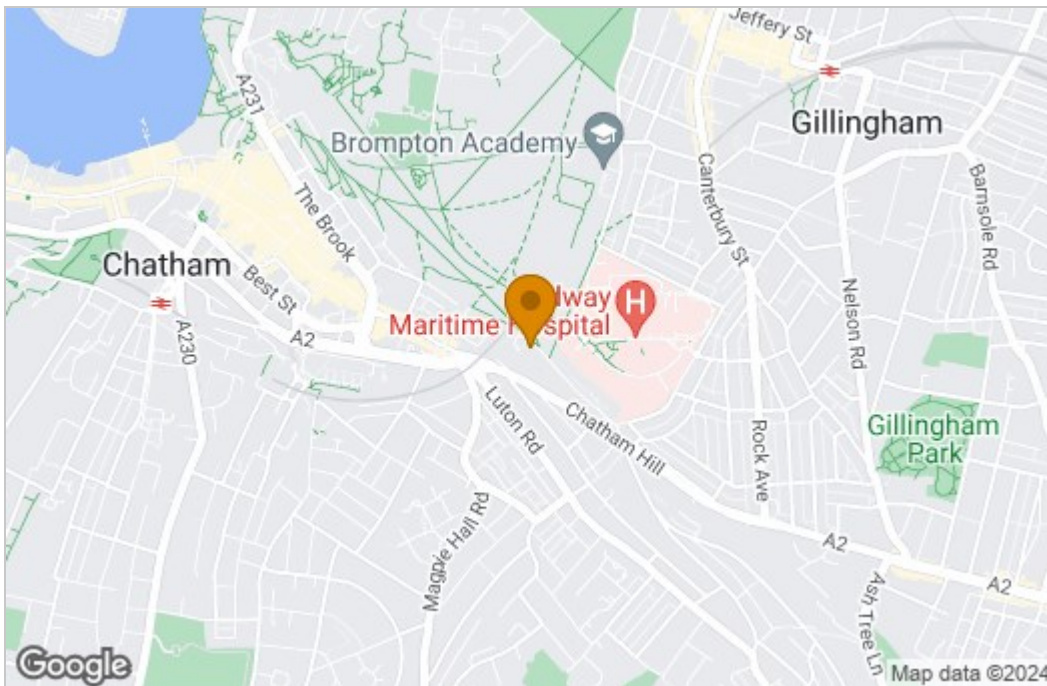 Jeffery St
Gillingham
A231
Brompton Academy
Canterbury St
Barnsole Rd
The Brook
Chatham
Best St
A2
A230
Maritime Hospital
H
Nelson Rd
Luton Rd
Chatham Hill
Rock Ave
Gillingham
Park
Magpie Hall Rd
A2
A2
Ash Tree Ln
Google
Map data ©2024